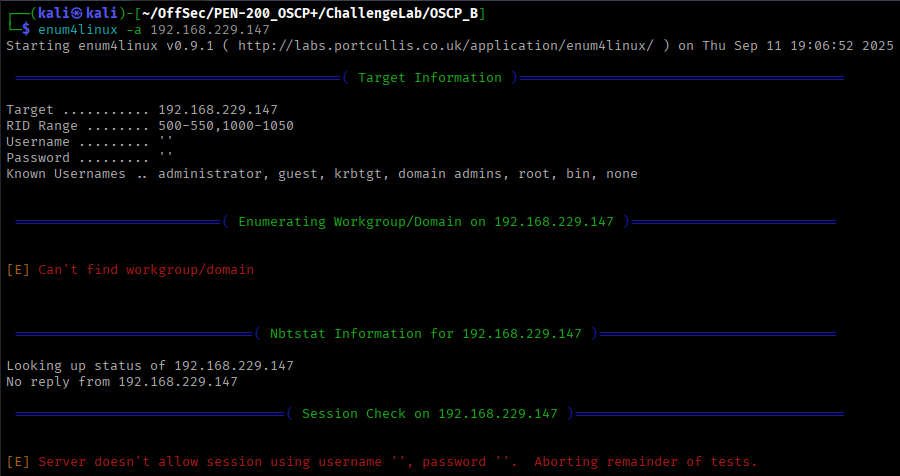 ┌──(kali㉿kali)-[~/OffSec/PEN-200_OSCP+/ChallengeLab/OSCP_B]
└─$ enum4linux -a 192.168.229.147
Starting enum4linux v0.9.1 ( http://labs.portcullis.co.uk/application/enum4linux/ ) on Thu Sep 11 19:06:52 2025
=========================================( Target Information )=========================================
Target ........... 192.168.229.147
RID Range ........ 500-550,1000-1050
Username ......... ''
Password ......... ''
Known Usernames .. administrator, guest, krbtgt, domain admins, root, bin, none
==========================( Enumerating Workgroup/Domain on 192.168.229.147 )==========================
[E] Can't find workgroup/domain
==============================( Nbtstat Information for 192.168.229.147 )==============================
Looking up status of 192.168.229.147
No reply from 192.168.229.147
==================================( Session Check on 192.168.229.147 )==================================
[E] Server doesn't allow session using username '', password ''.  Aborting remainder of tests.